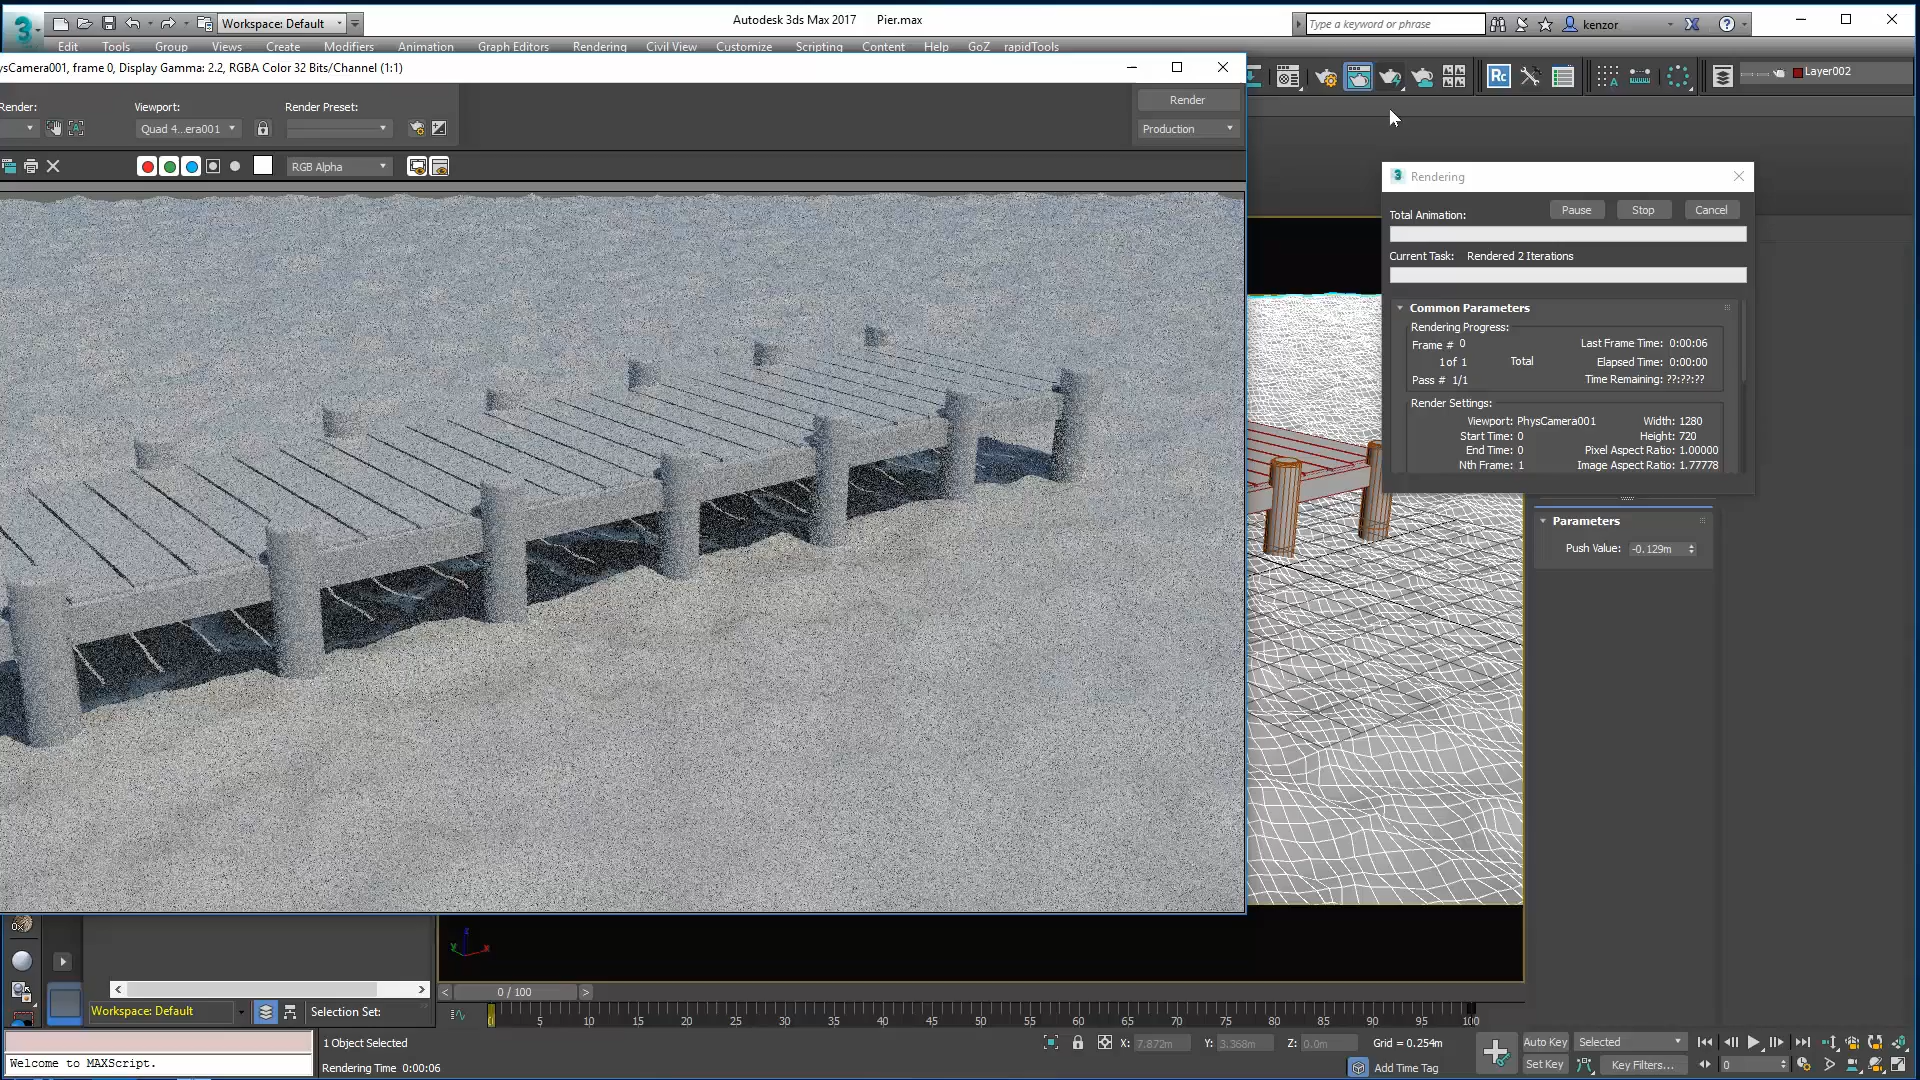 Workspace: Default
Autodesk 3ds Max 2017 Pier.max
Type a keyword or phrase
kenzor
Edit Tools Group Views Create Modifiers Animation Graph Editors Rendering Civil View Customize Scripting Content Help GoZ rapidTools
ysCamera001, frame 0, Display Gamma: 2.2, RGBA Color 32 Bits/Channel (1:1)
Rc
Layer002
Render:
Viewport:
Render Preset:
Render
Quad 4...era001
Production
RGB Alpha
Rendering
Total Animation:
Pause
Stop
Cancel
Current Task: Rendered 2 Iterations
Common Parameters
Rendering Progress:
Frame # 0
Last Frame Time: 0:00:06
1 of 1 Total
Elapsed Time: 0:00:00
Pass # 1/1
Time Remaining: ??:??:??
Render Settings:
Viewport: PhysCamera001
Width: 1280
Start Time: 0
Height: 720
End Time: 0
Pixel Aspect Ratio: 1.00000
Nth Frame: 1
Image Aspect Ratio: 1.77778
Parameters
Push Value: -0.129m
0 / 100
Workspace: Default
Selection Set:
5 10 15 20 25 30 35 40 45 50 55 60 65 70 75 80 85 90 95 100
1 Object Selected
X: 7.872m
Y: 3.368m
Z: 0.0m
Grid = 0.254m
Auto Key
Selected
Welcome to MAXScript.
Rendering Time 0:00:06
Add Time Tag
Set Key
Key Filters...
0